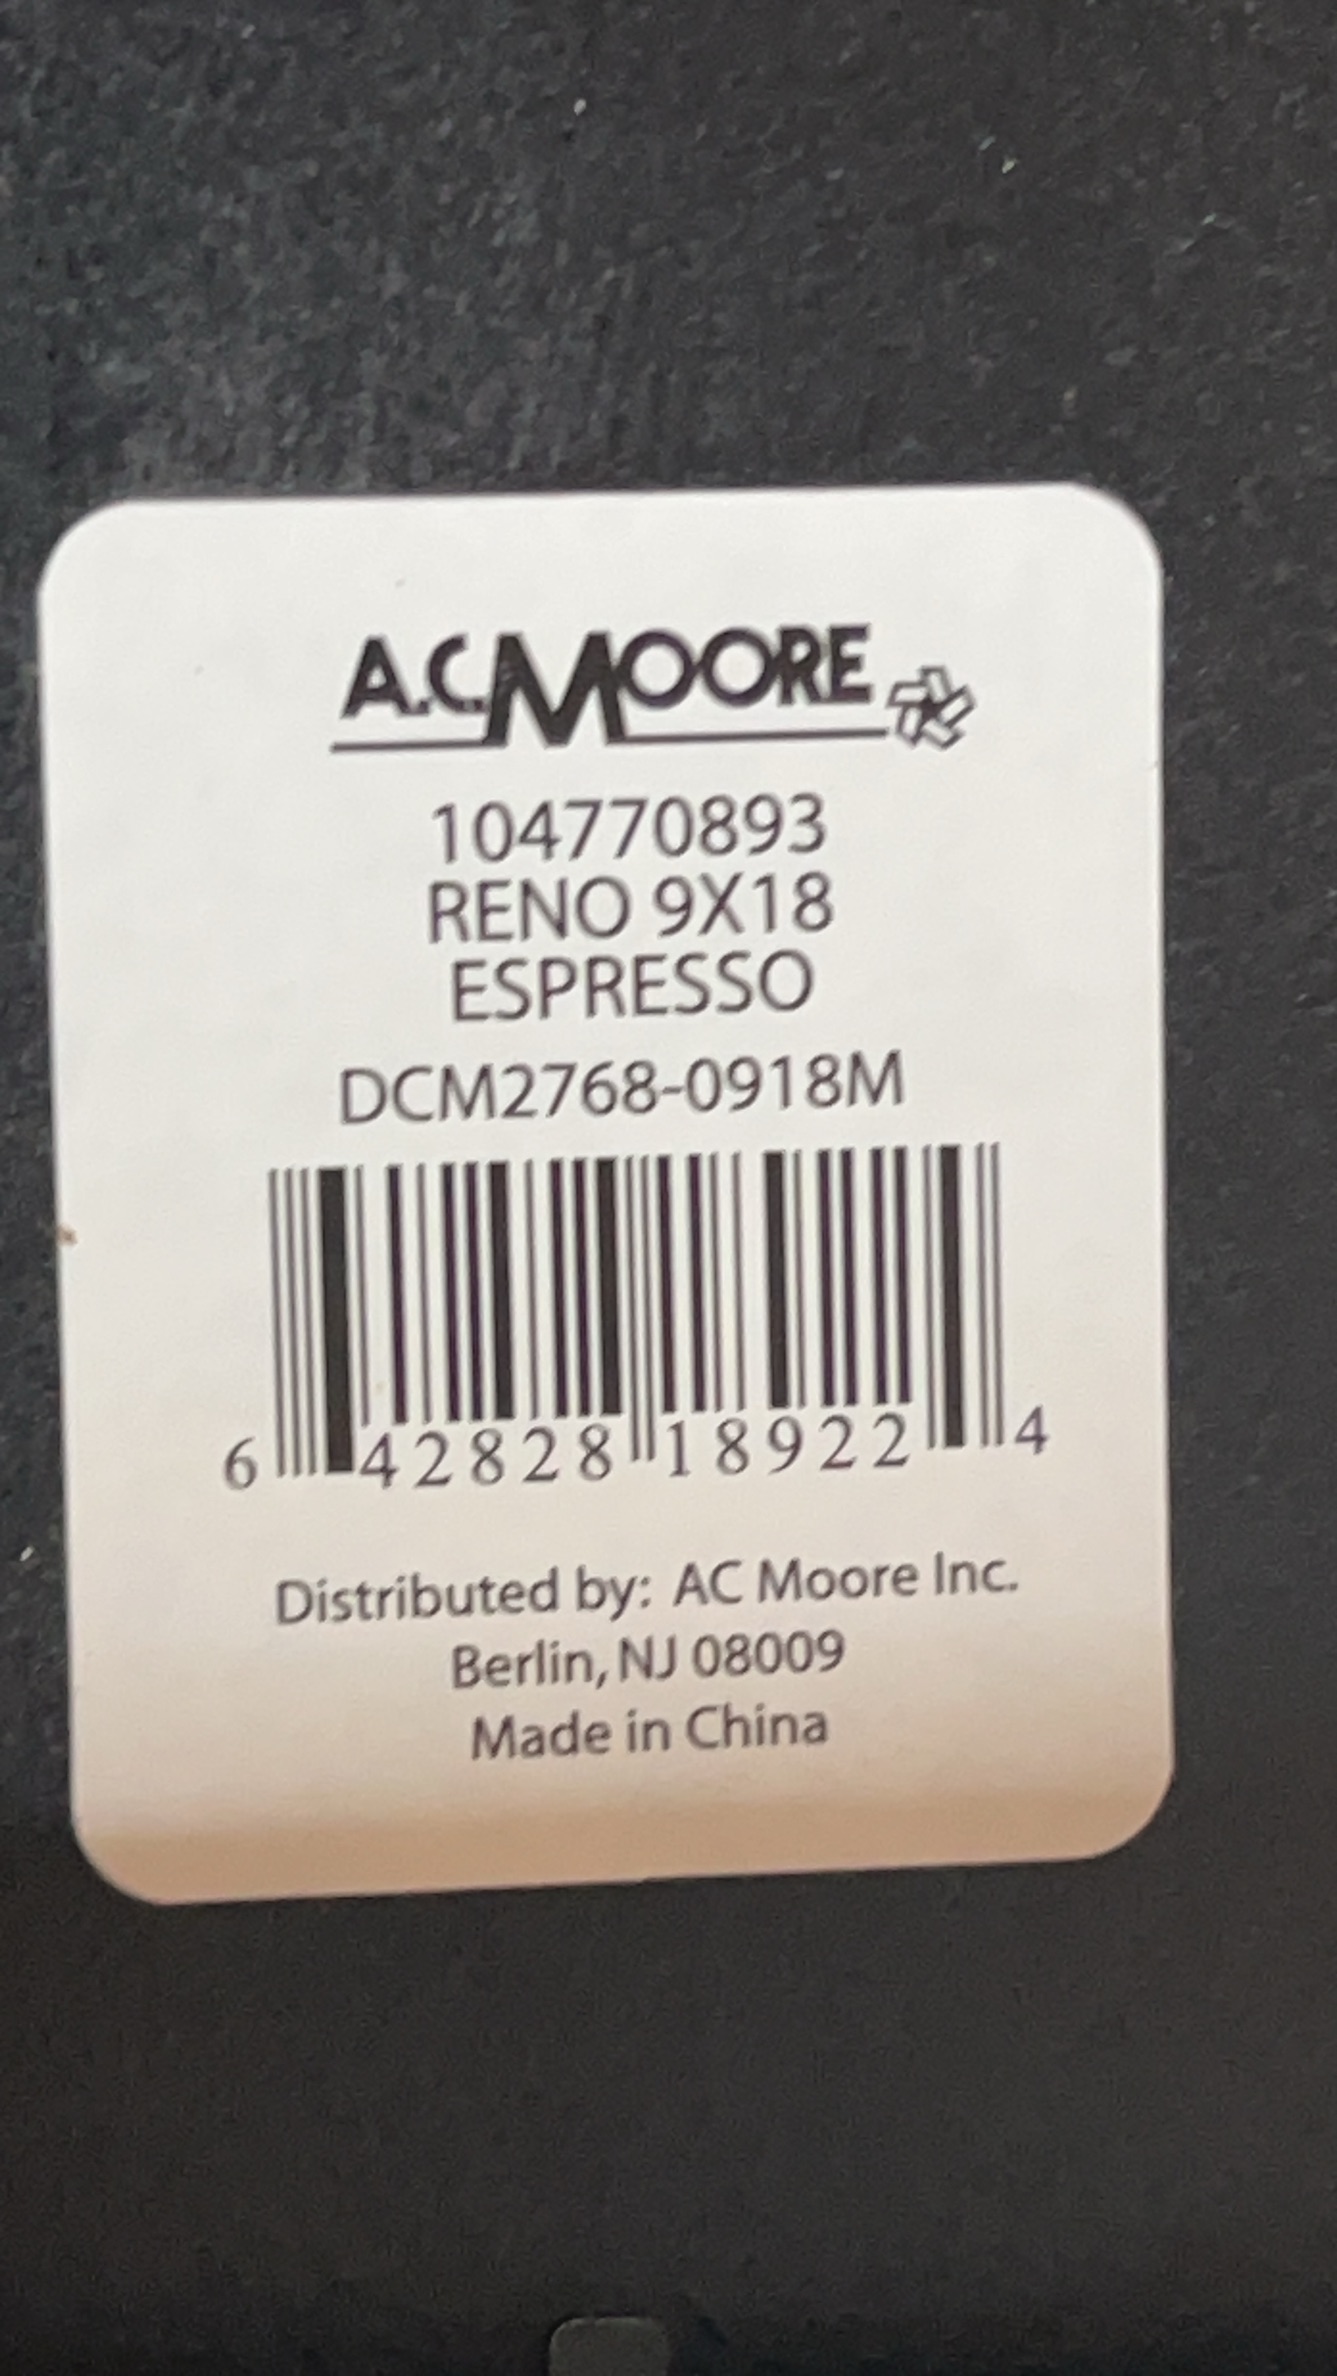 A.C.MOORE
104770893
RENO 9X18
ESPRESSO
DCM2768-0918M
6 42828 18922 4
Distributed by: AC Moore Inc.
Berlin, NJ 08009
Made in China